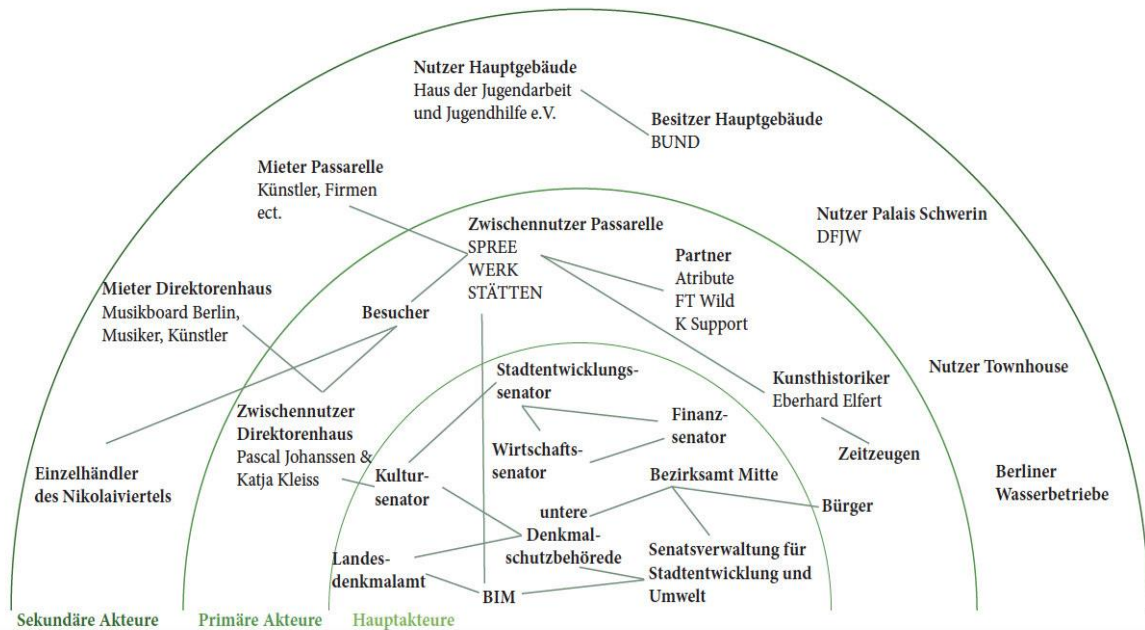 Nutzer Hauptgebäude
Haus der Jugendarbeit
und Jugendhilfe e.V.
Besitzer Hauptgebäude
BUND
Mieter Passarelle
Künstler, Firmen
ect.
Nutzer Palais Schwerin
DFJW
Zwischennutzer Passarelle
SPREE
WERK
STÄTTEN
Partner
Atribute
FT Wild
K Support
Mieter Direktorenhaus
Musikboard Berlin,
Musiker, Künstler
Besucher
Stadtentwicklungs-
senator
Nutzer Townhouse
Kunsthistoriker
Eberhard Elfert
Zwischennutzer
Direktorenhaus
Pascal Johanssen &
Katja Kleiss
Finanz-
senator
Wirtschafts-
senator
Zeitzeugen
Einzelhändler
des Nikolaiviertels
Kultur-
senator
Bezirksamt Mitte
Berliner
Wasserbetriebe
Bürger
untere
Denkmal-
schutzbehörede
Landes-
denkmalamt
BIM
Senatsverwaltung für
Stadtentwicklung und
Umwelt
Sekundäre Akteure
Primäre Akteure
Hauptakteure